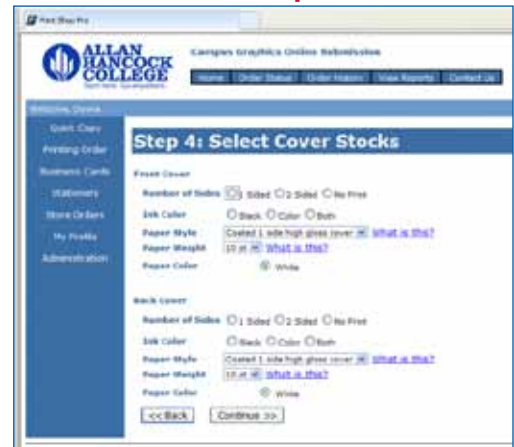 Print Shop Pro
ALLAN
HANCOCK
COLLEGE
Campus Graphics Online Submission
Home Order Status Order History View Reports Contact Us
Welcome, Donna
Quick Copy
Printing Order
Business Cards
Stationery
Store Orders
My Profile
Administration
Step 4: Select Cover Stocks
Front Cover
Number of Sides 1 Sided 2 Sided No Print
Ink Color Black Color Both
Paper Style Coated 1 side high gloss cover What is this?
Paper Weight 10 pt What is this?
Paper Color White
Back Cover
Number of Sides 1 Sided 2 Sided No Print
Ink Color Black Color Both
Paper Style Coated 1 side high gloss cover What is this?
Paper Weight 10 pt What is this?
Paper Color White
<< Back Continue >>